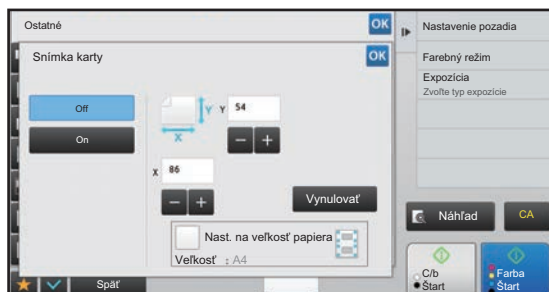 Ostatné
OK
Nastavenie pozadia
Snímka karty
OK
Farebný režim
Expozícia
Zvoľte typ expozície
Off
On
Y
Y 54
X
X 86
Vynulovať
Nast. na veľkosť papiera
Veľkosť : A4
Náhľad
CA
Späť
C/b
Štart
Farba
Štart